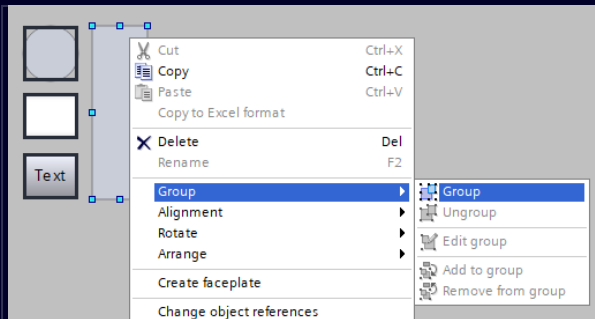 Cut Ctrl+X
Copy Ctrl+C
Paste Ctrl+V
Copy to Excel format
Delete Del
Rename F2
Text
Group Group
Alignment Ungroup
Rotate
Edit group
Arrange
Add to group
Create faceplate
Remove from group
Change object references